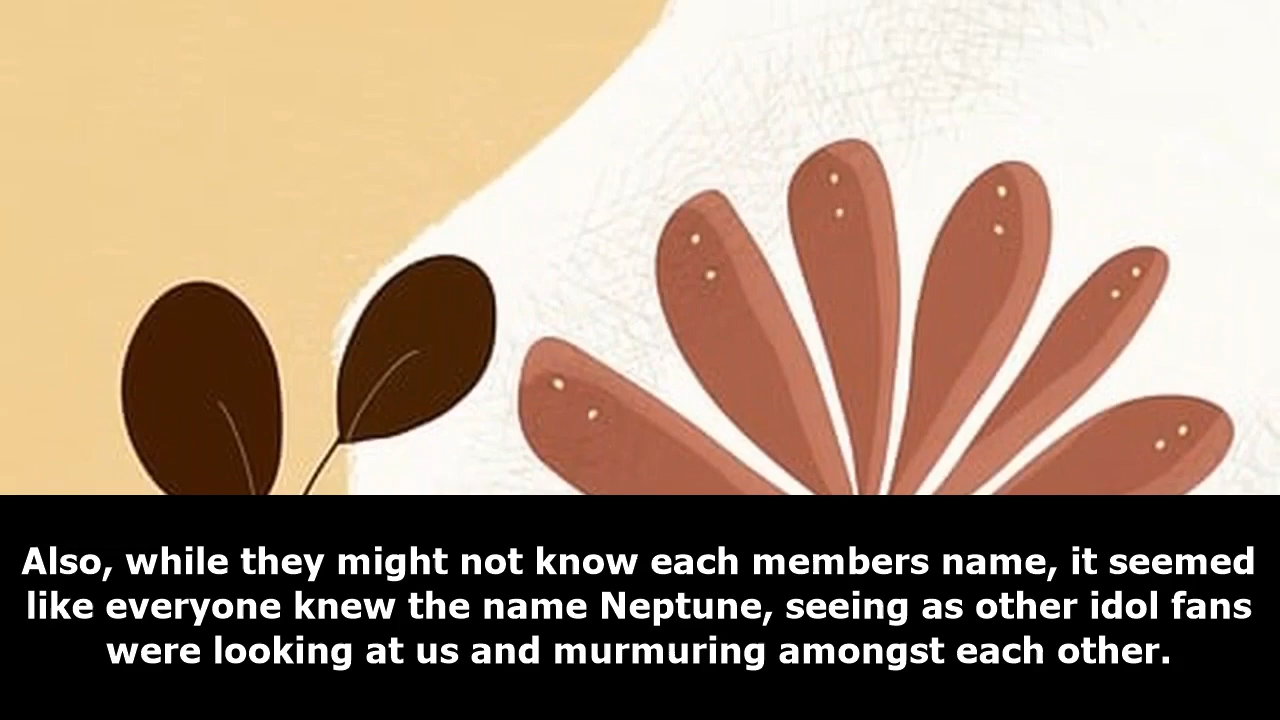 Also, while they might not know each members name, it seemed
like everyone knew the name Neptune, seeing as other idol fans
were looking at us and murmuring amongst each other.